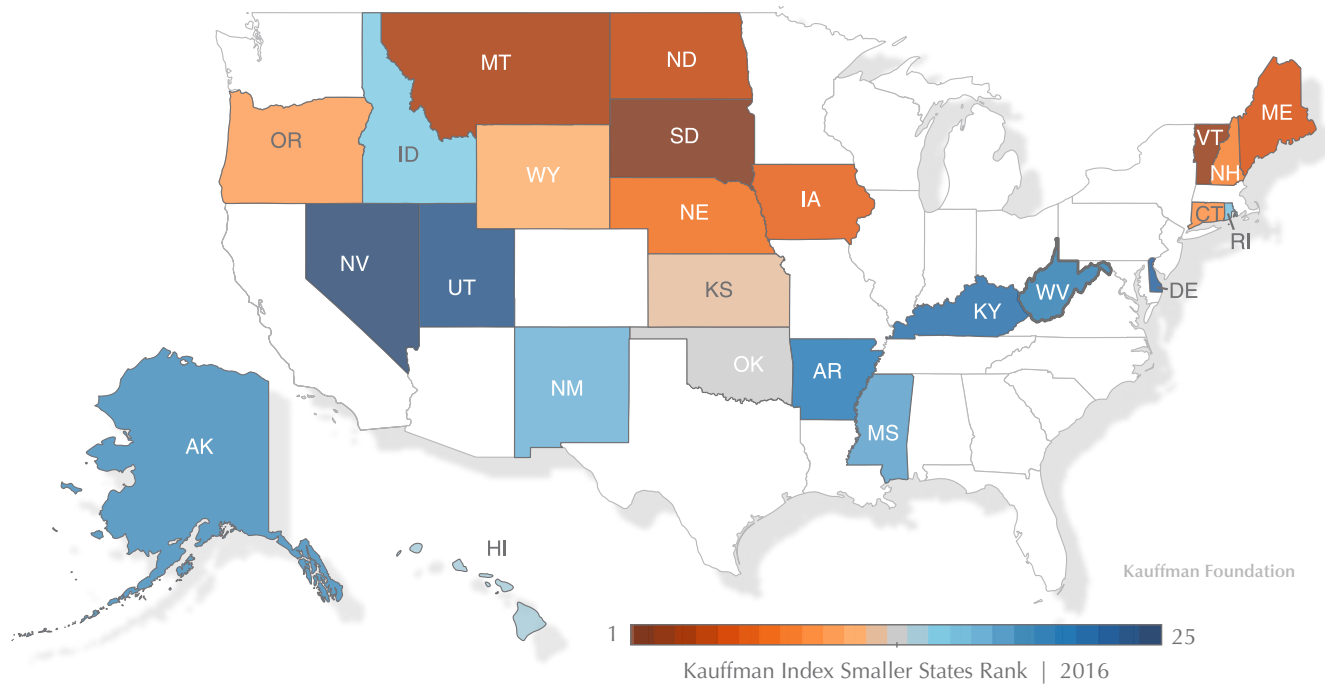 MT
ND
ME
OR
ID
SD
VT
WY
NH
NE
IA
CT
RI
NV
UT
KS
WV
DE
KY
OK
AR
NM
MS
AK
HI
Kauffman Foundation
1
25
Kauffman Index Smaller States Rank | 2016